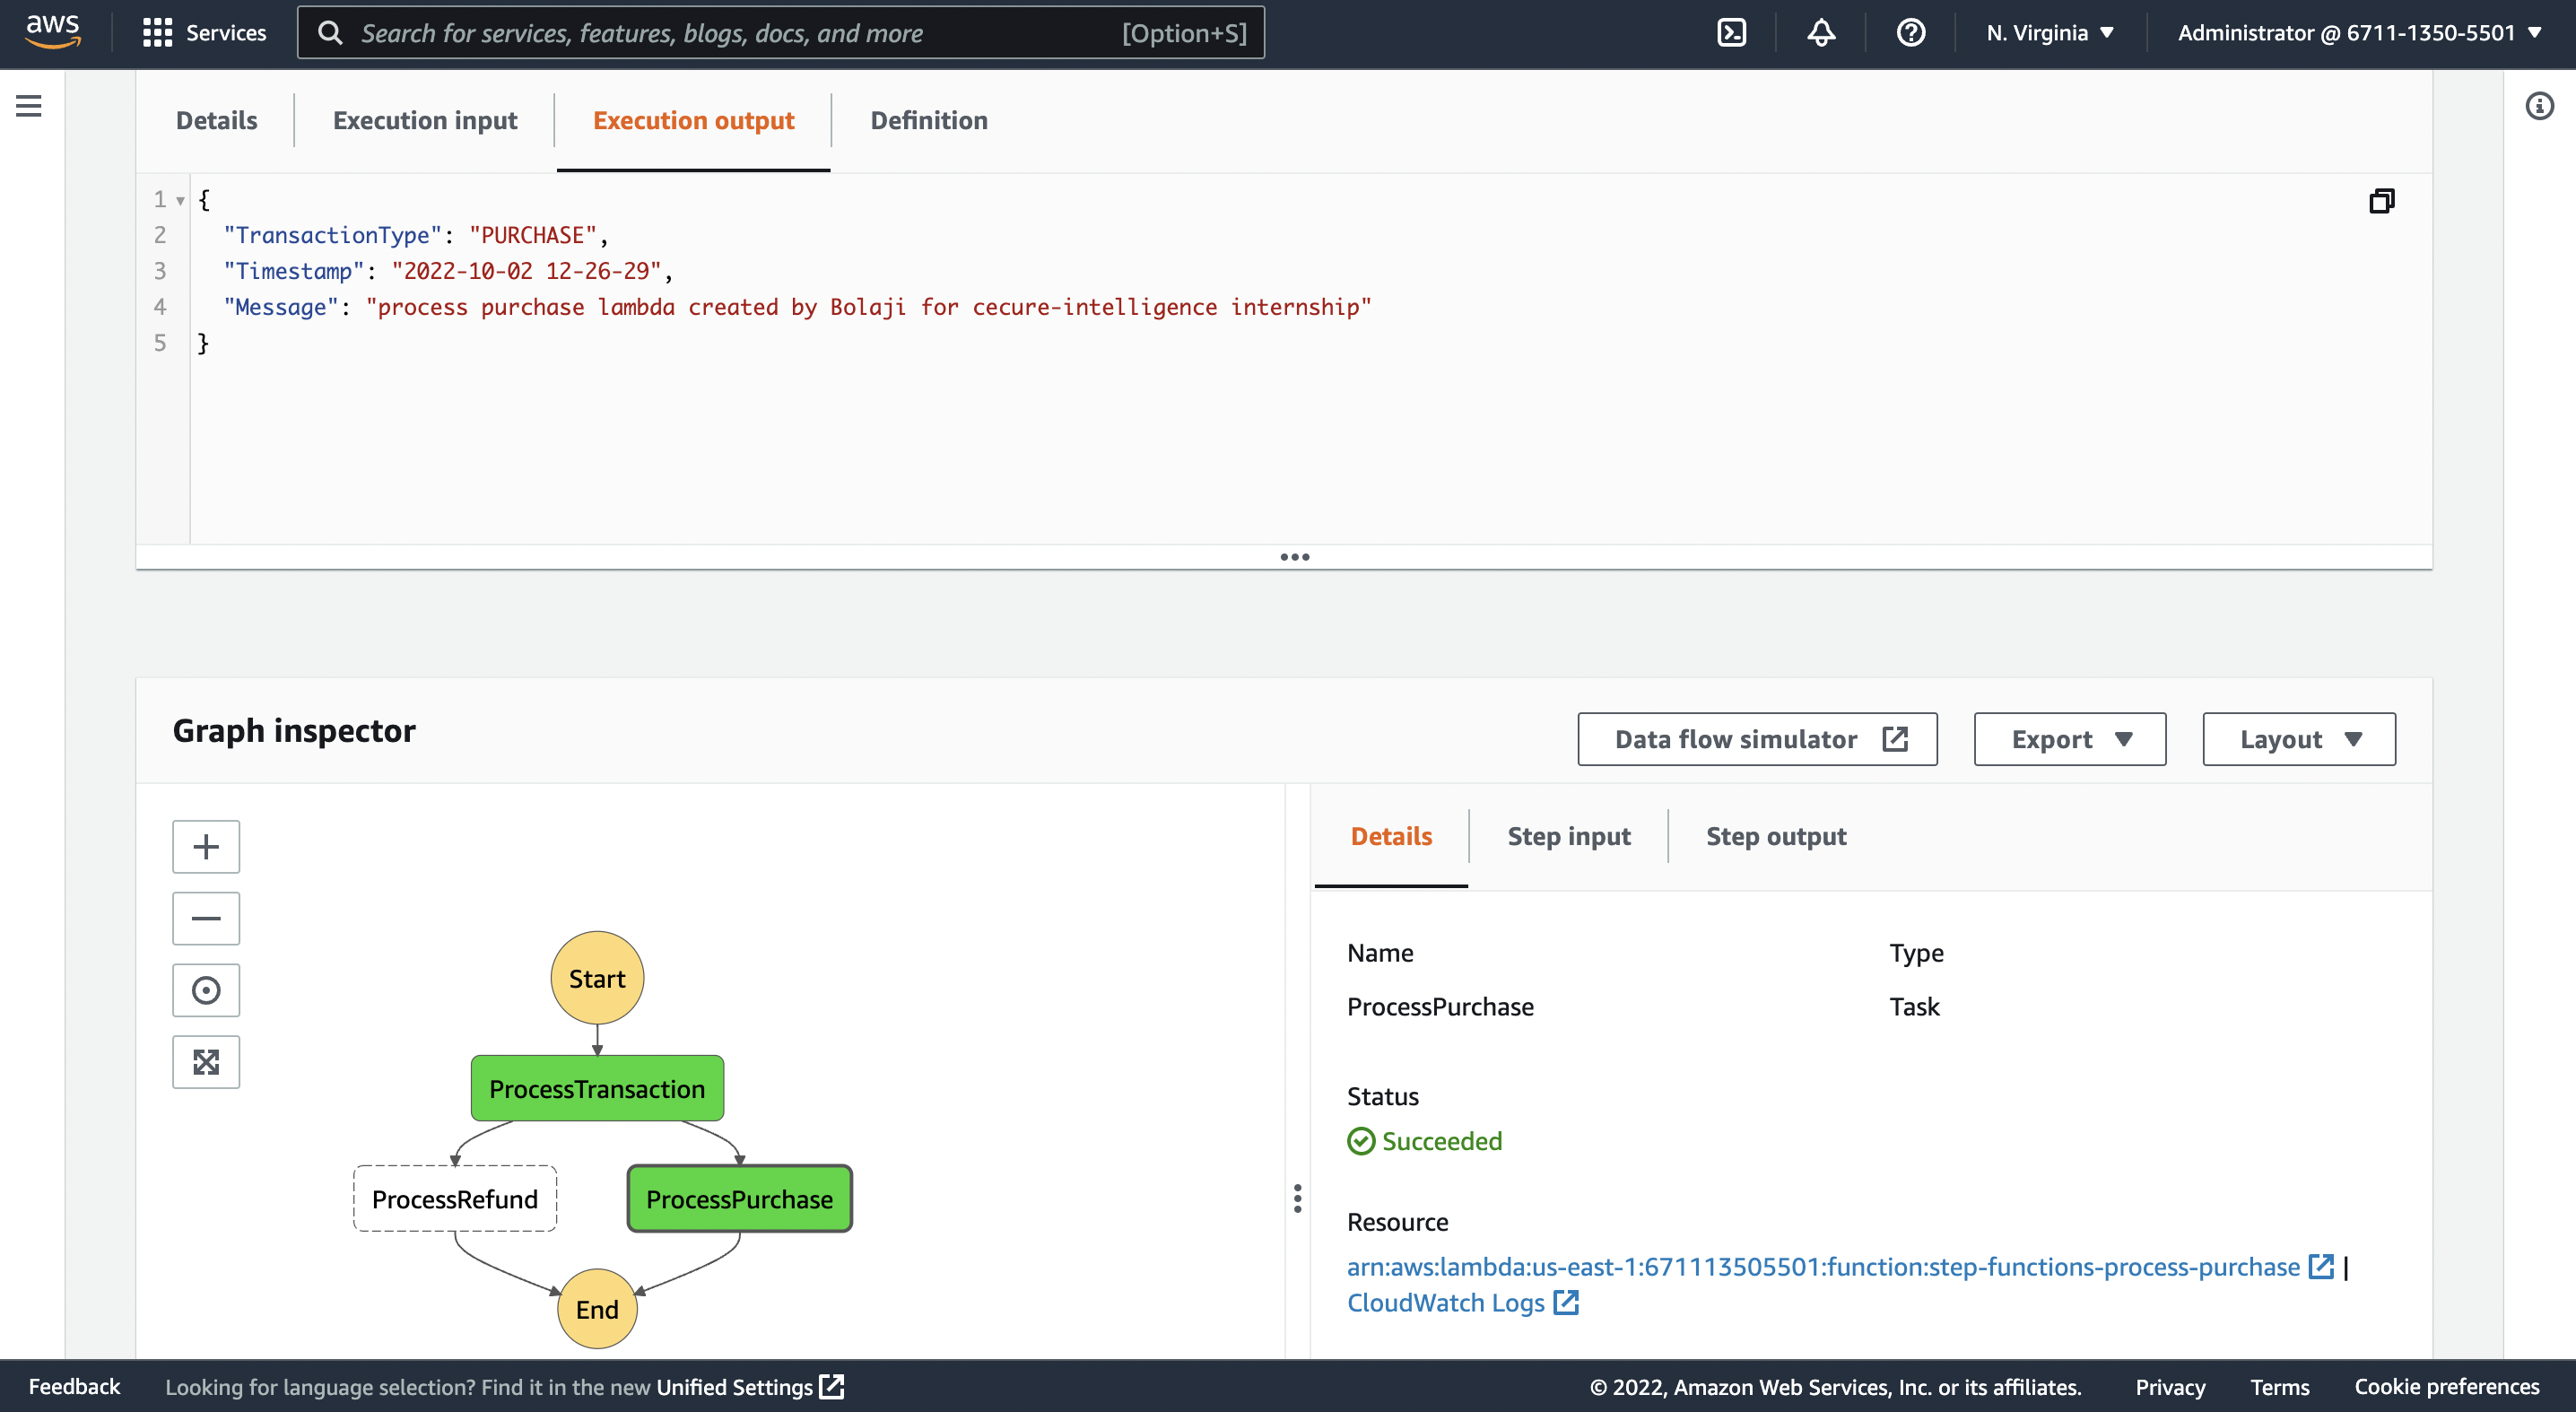 aws Services Search for services, features, blogs, docs, and more [Option+S] N. Virginia Administrator @ 6711-1350-5501
Details Execution input Execution output Definition
1 {
2 "TransactionType": "PURCHASE",
3 "Timestamp": "2022-10-02 12-26-29",
4 "Message": "process purchase lambda created by Bolaji for cecure-intelligence internship"
5 }
Graph inspector Data flow simulator Export Layout
Details Step input Step output
Start
ProcessTransaction
ProcessRefund ProcessPurchase
End
Name Type
ProcessPurchase Task
Status
Succeeded
Resource
arn:aws:lambda:us-east-1:671113505501:function:step-functions-process-purchase |
CloudWatch Logs
Feedback Looking for language selection? Find it in the new Unified Settings © 2022, Amazon Web Services, Inc. or its affiliates. Privacy Terms Cookie preferences